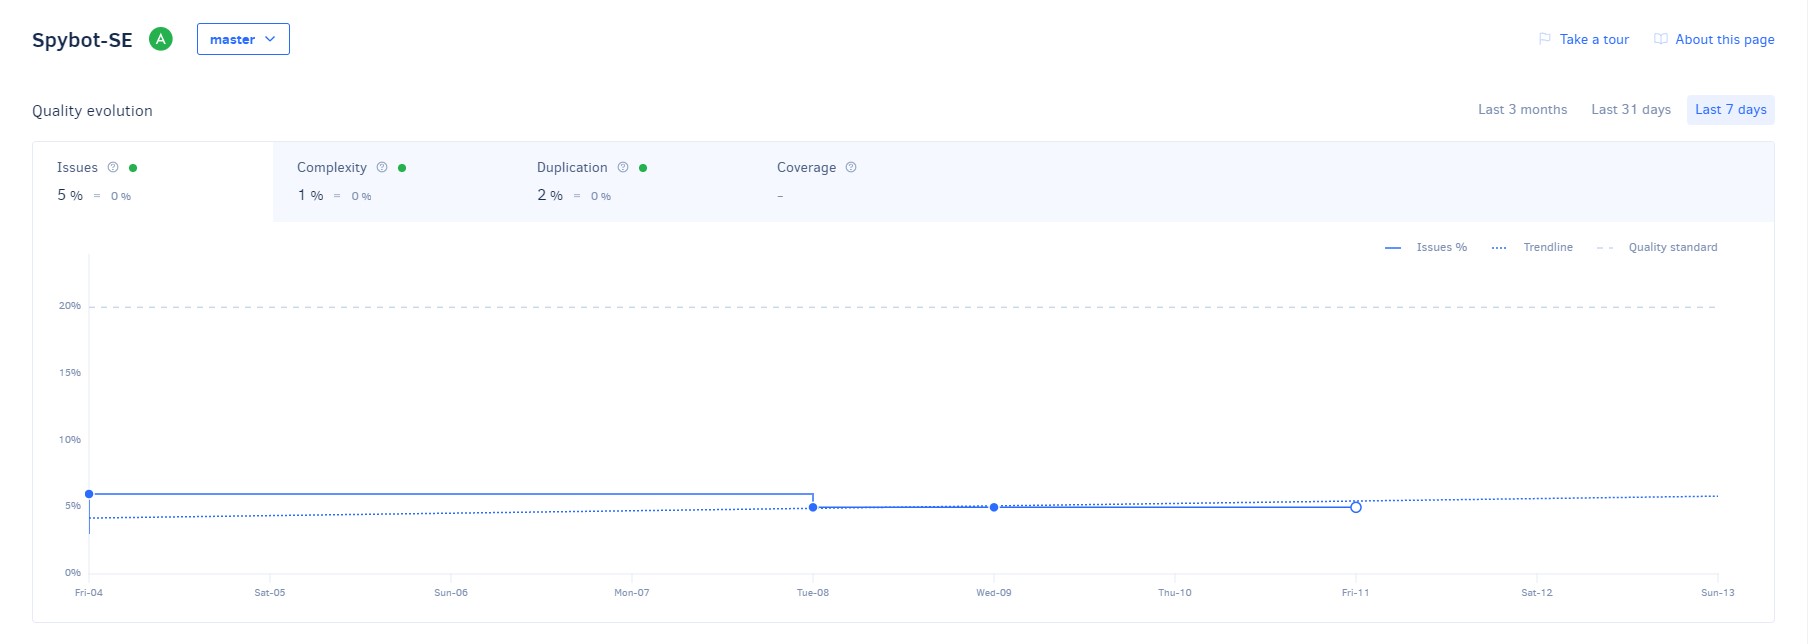 Spybot-SE A master Take a tour About this page
Quality evolution Last 3 months Last 31 days Last 7 days
Issues Complexity Duplication Coverage
5 % = 0 % 1 % = 0 % 2 % = 0 % –
Issues % Trendline Quality standard
20%
15%
10%
5%
0%
Fri-04 Sat-05 Sun-06 Mon-07 Tue-08 Wed-09 Thu-10 Fri-11 Sat-12 Sun-13